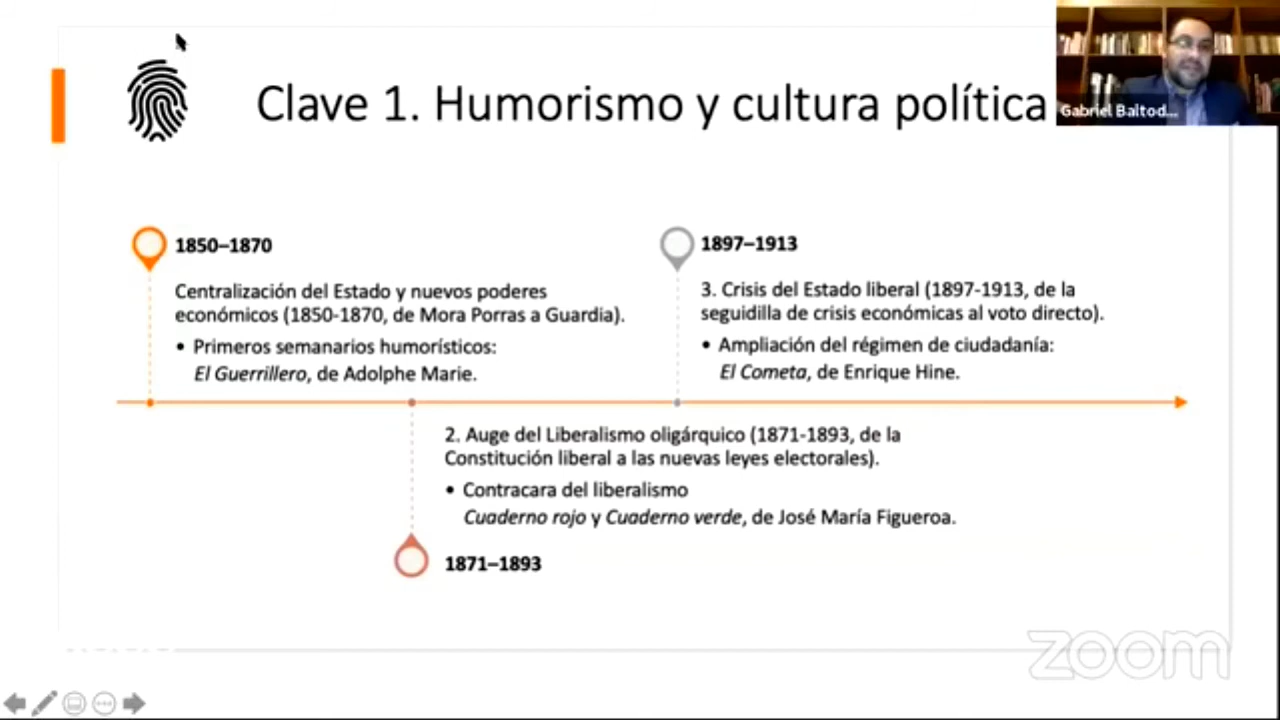 Clave 1. Humorismo y cultura política
Gabriel Baltod...
1850–1870
Centralización del Estado y nuevos poderes
económicos (1850-1870, de Mora Porras a Guardia).
• Primeros semanarios humorísticos:
El Guerrillero, de Adolphe Marie.
1897–1913
3. Crisis del Estado liberal (1897-1913, de la
seguidilla de crisis económicas al voto directo).
• Ampliación del régimen de ciudadanía:
El Cometa, de Enrique Hine.
2. Auge del Liberalismo oligárquico (1871-1893, de la
Constitución liberal a las nuevas leyes electorales).
• Contracara del liberalismo
Cuaderno rojo y Cuaderno verde, de José María Figueroa.
1871–1893
zoom